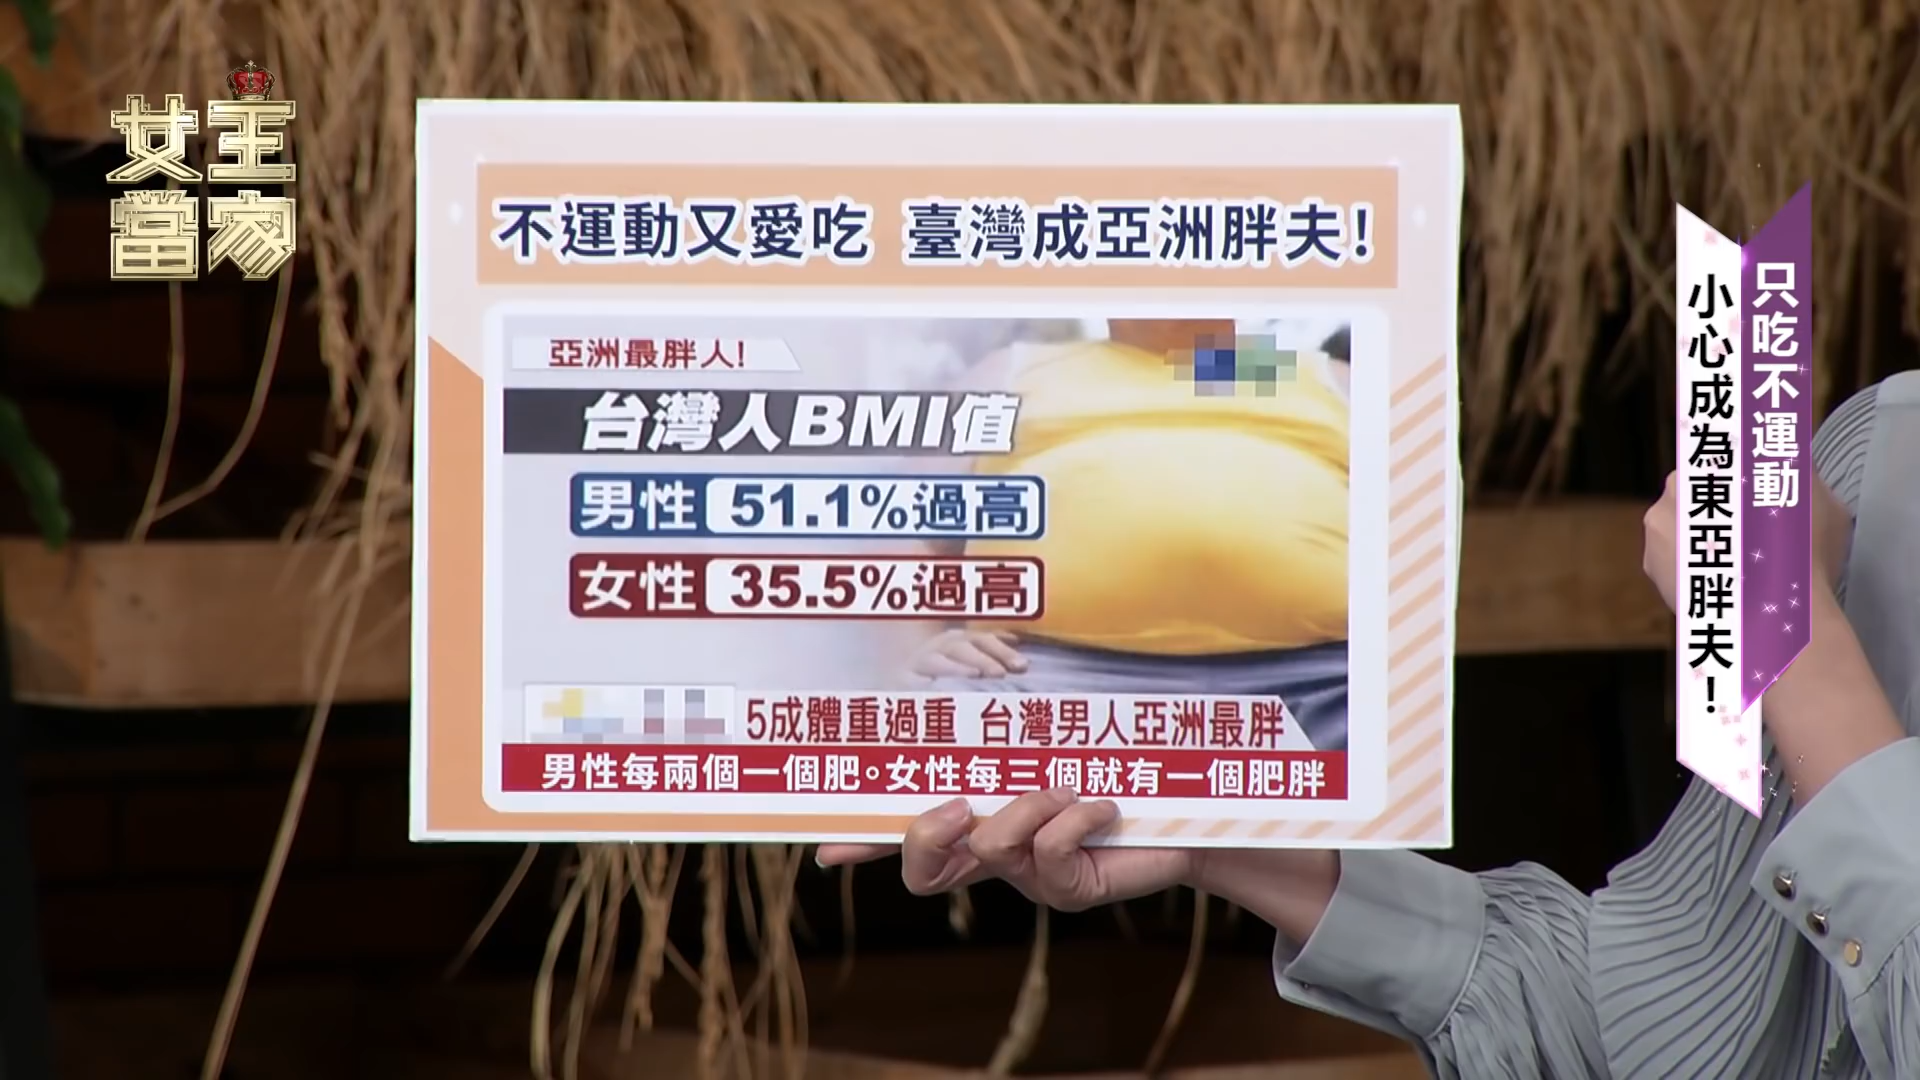 女王
當家
不運動又愛吃 臺灣成亞洲胖夫!
亞洲最胖人!
台灣人BMI值
男性 51.1%過高
女性 35.5%過高
5成體重過重 台灣男人亞洲最胖
男性每兩個一個肥。女性每三個就有一個肥胖
只吃不運動
小心成為東亞胖夫!